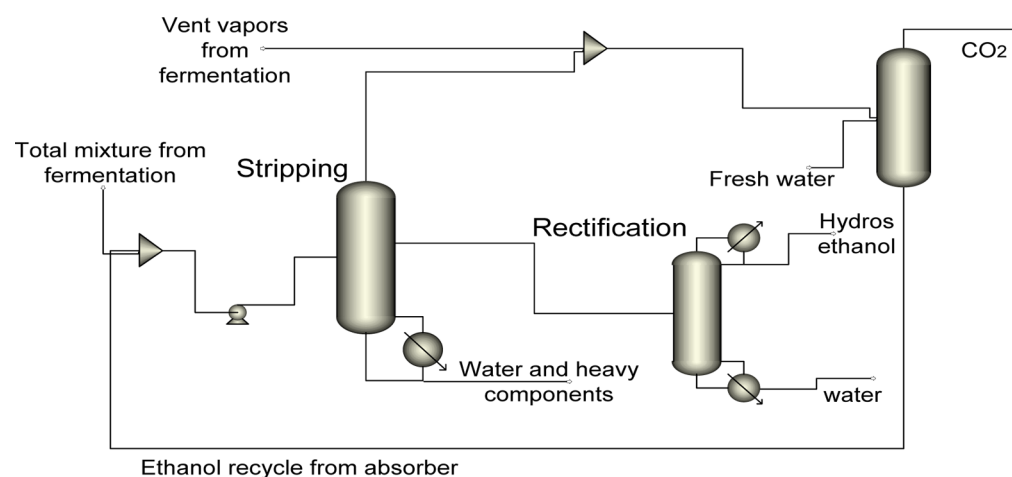 Vent vapors
from
fermentation
CO2
Total mixture from
fermentation
Stripping
Fresh water
Rectification
Hydros
ethanol
Water and heavy
components
water
Ethanol recycle from absorber